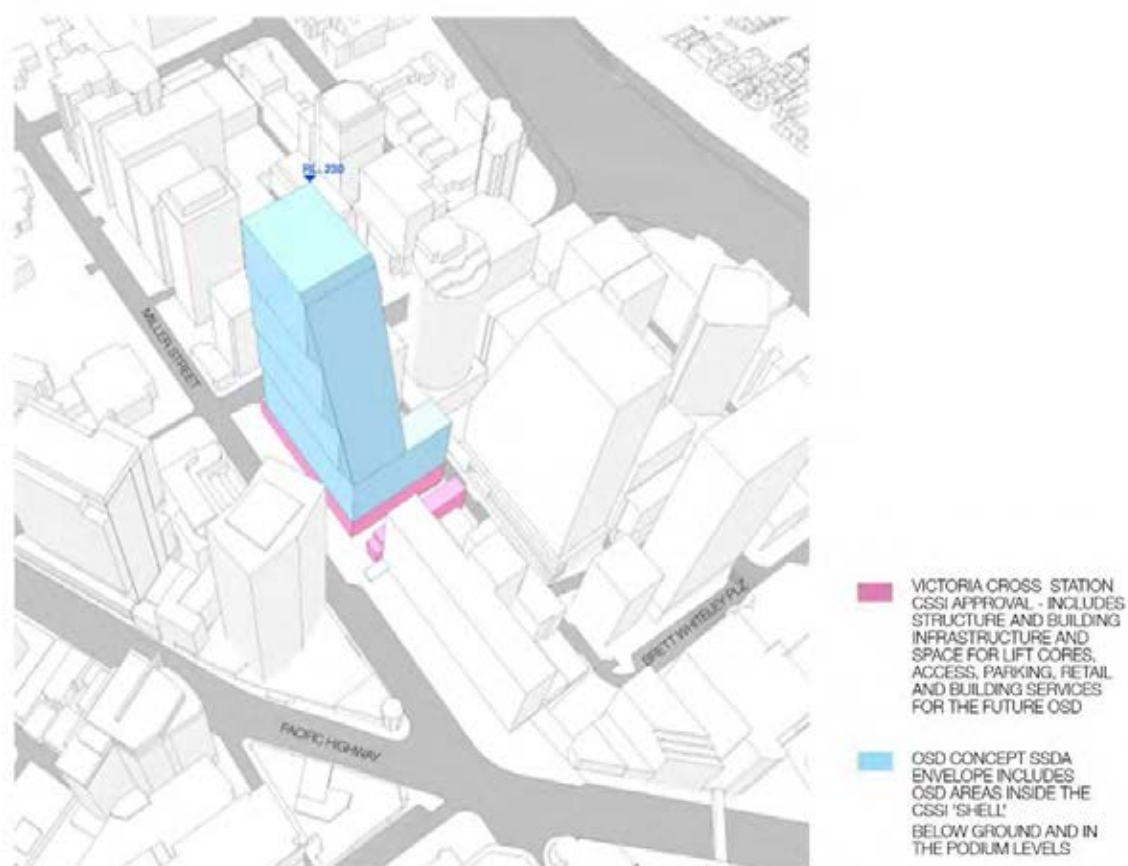 RL. 230
MILLER STREET
BRETT WHITELEY PLZ
PACIFIC HIGHWAY
VICTORIA CROSS STATION
CSSI APPROVAL - INCLUDES
STRUCTURE AND BUILDING
INFRASTRUCTURE AND
SPACE FOR LIFT CORES,
ACCESS, PARKING, RETAIL
AND BUILDING SERVICES
FOR THE FUTURE OSD
OSD CONCEPT SSDA
ENVELOPE INCLUDES
OSD AREAS INSIDE THE
CSSI 'SHELL'
BELOW GROUND AND IN
THE PODIUM LEVELS